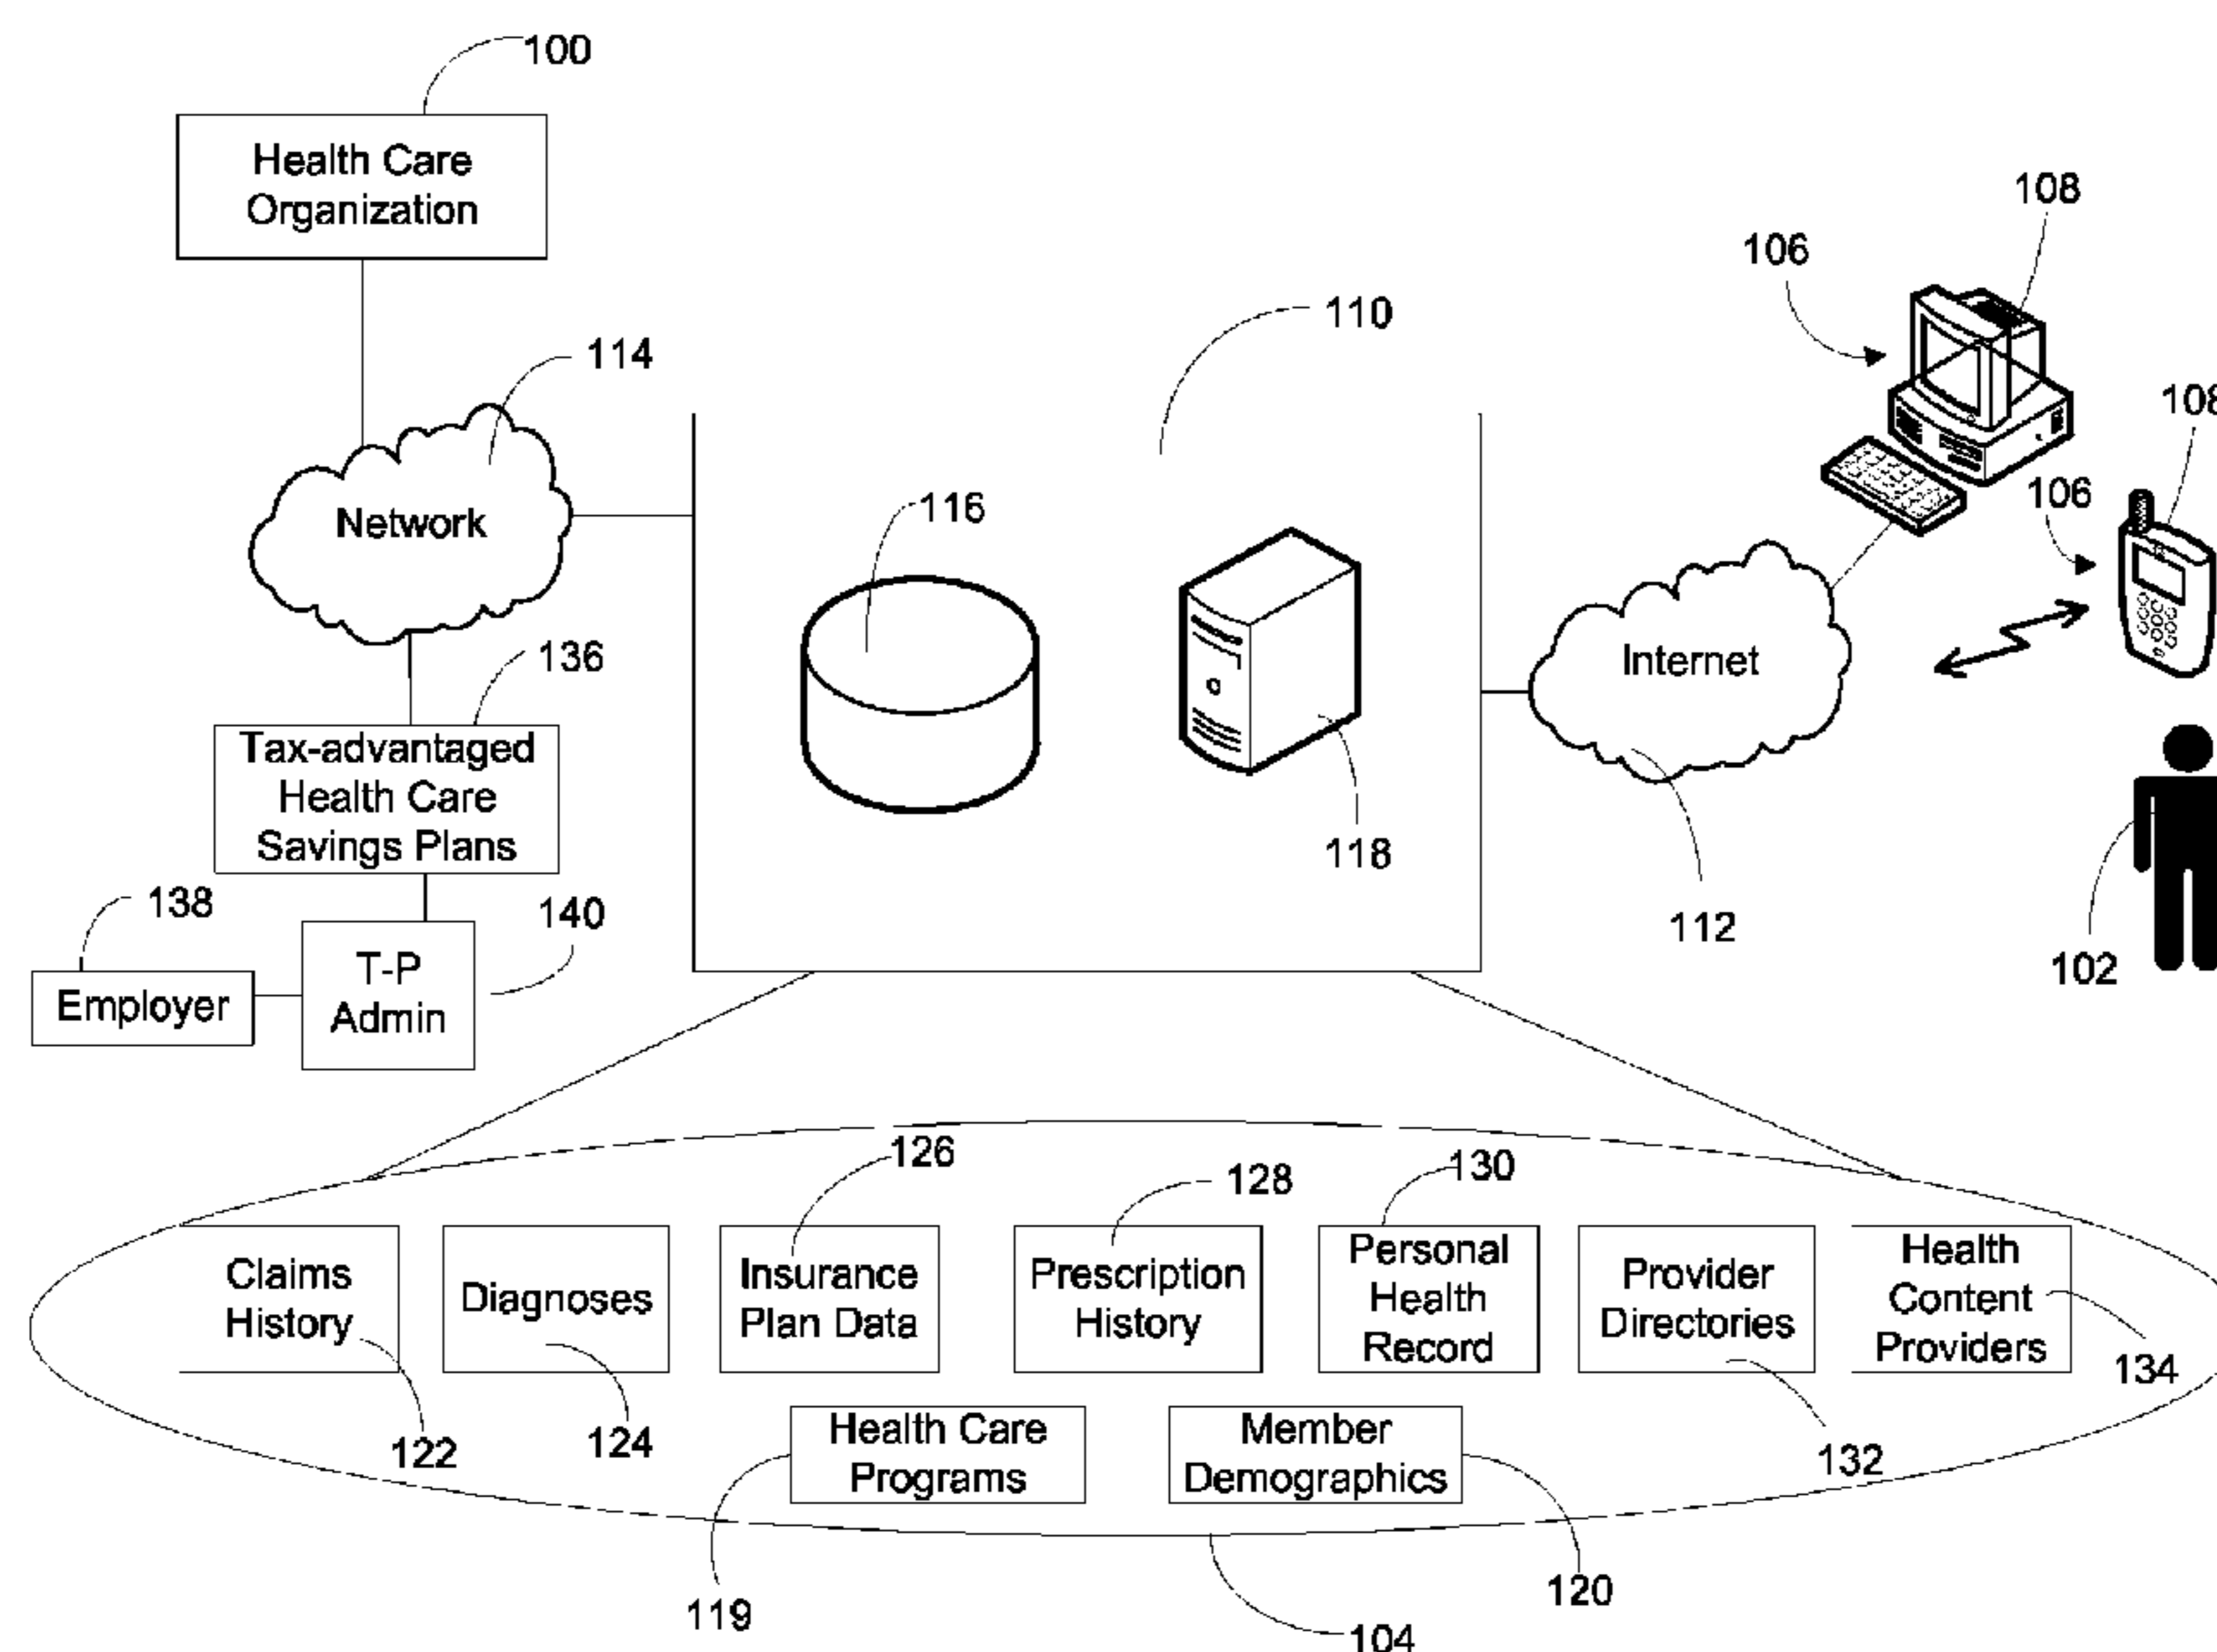 100
Health Care
Organization
108
106
110
114
108
116
106
Network
Internet
136
Tax-advantaged
Health Care
Savings Plans
118
138
140
112
102
T-P
Admin
Employer
126
128
130
Claims
History
Diagnoses
Insurance
Plan Data
Prescription
History
Personal
Health
Record
Provider
Directories
Health
Content
Providers
134
122
124
Health Care
Programs
Member
Demographics
132
119
120
104